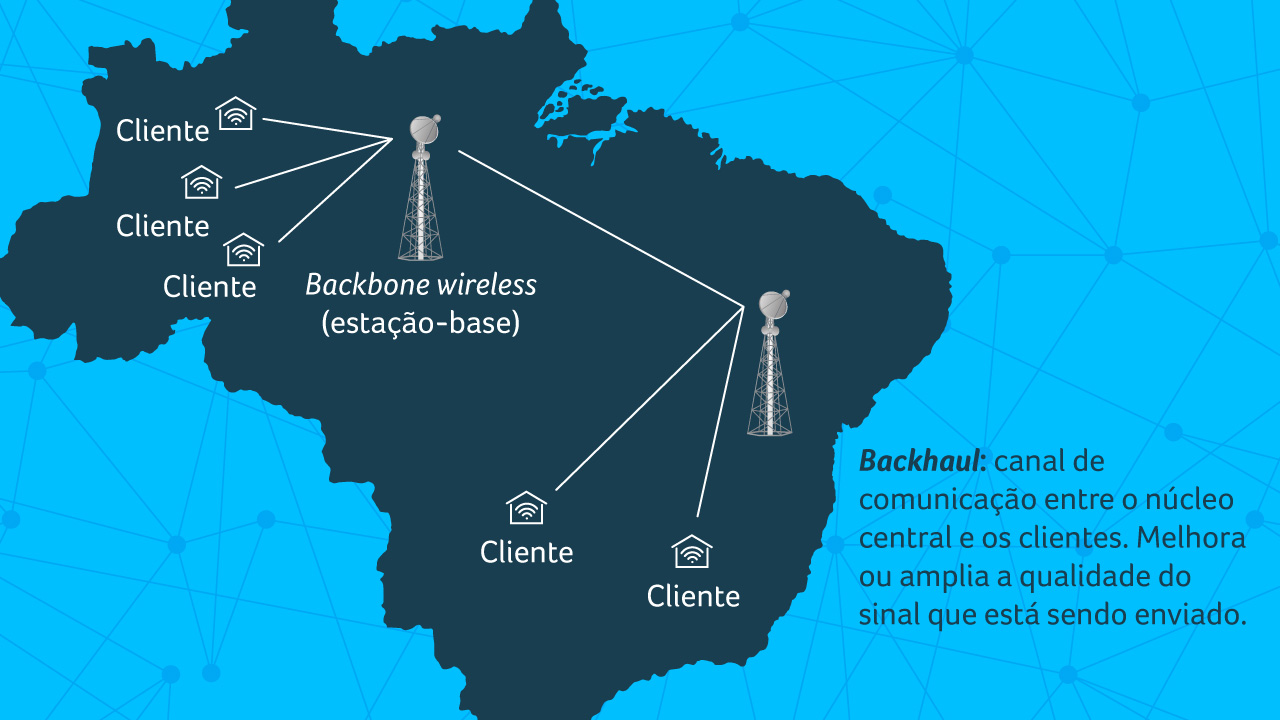 Cliente
Cliente
Cliente
Backbone wireless
(estação-base)
Cliente
Cliente
Backhaul: canal de
comunicação entre o núcleo
central e os clientes. Melhora
ou amplia a qualidade do
sinal que está sendo enviado.